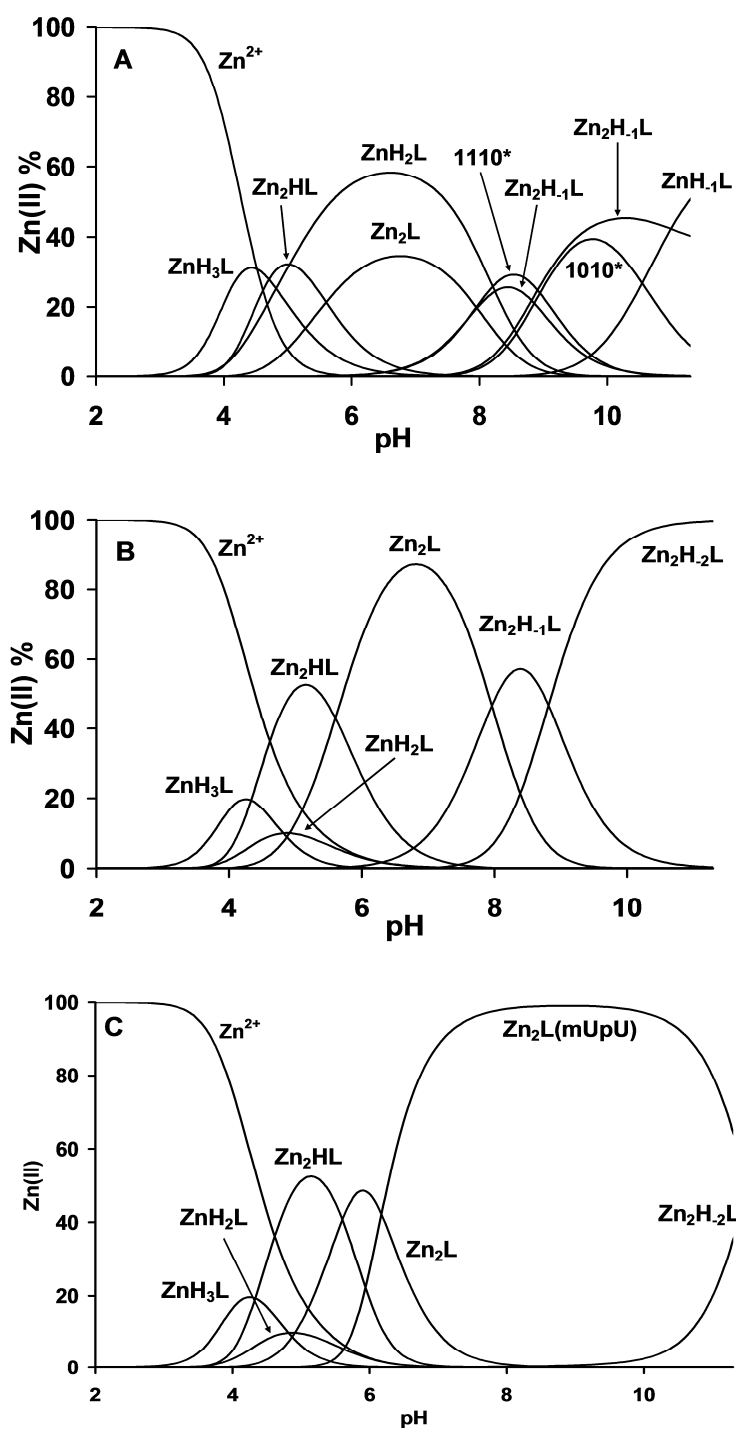 A
Zn(II) %
100
80
60
40
20
0
Zn2+
ZnH3L
Zn2HL
ZnH2L
Zn2L
1110*
Zn2H-1L
Zn2H-1L
1010*
ZnH-1L
2 4 6 8 10
pH
B
Zn(II) %
100
80
60
40
20
0
Zn2+
ZnH3L
Zn2HL
ZnH2L
Zn2L
Zn2H-1L
Zn2H-2L
2 4 6 8 10
pH
C
Zn(II)
100
80
60
40
20
0
Zn2+
ZnH3L
ZnH2L
Zn2HL
Zn2L
Zn2L(mUpU)
Zn2H-2L
2 4 6 8 10
pH